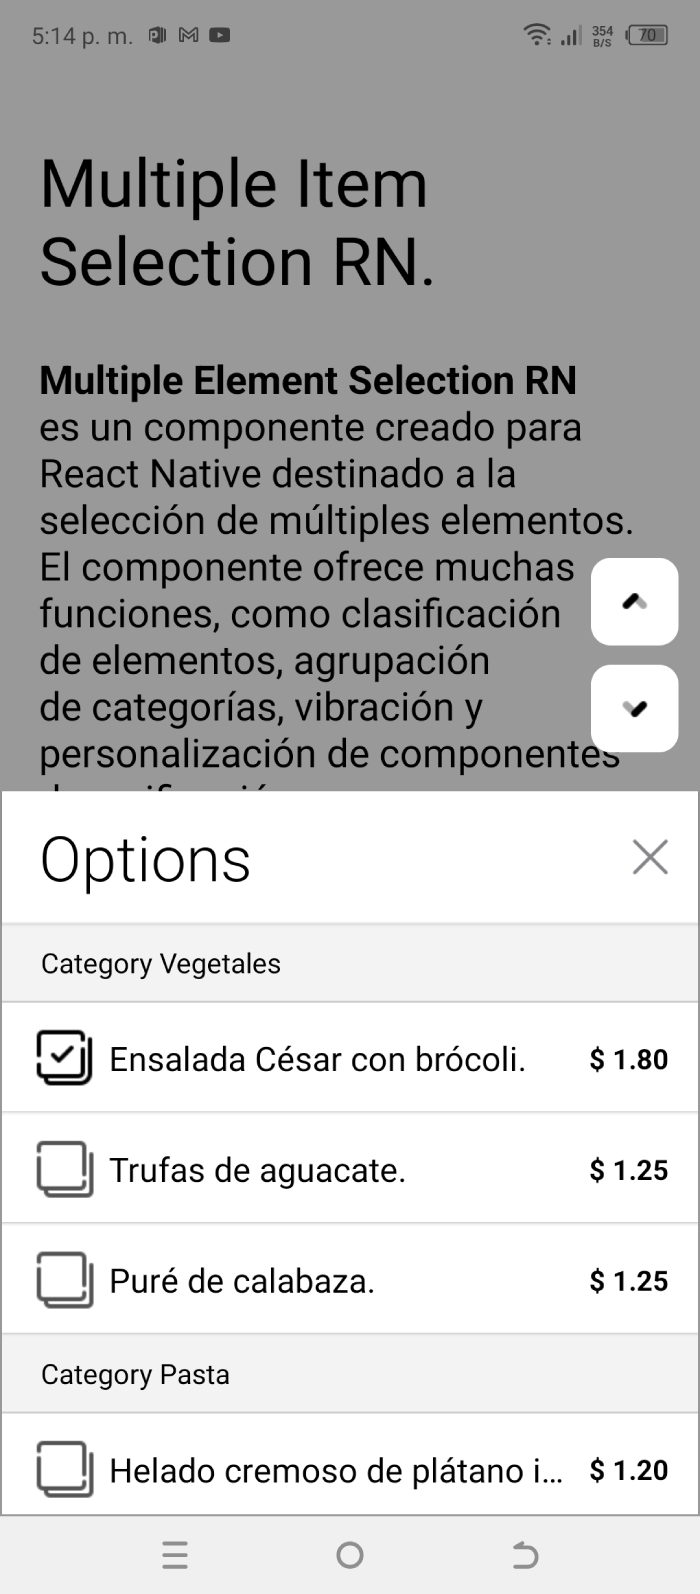 5:14 p. m.
354
B/S
70
Multiple Item
Selection RN.
Multiple Element Selection RN
es un componente creado para
React Native destinado a la
selección de múltiples elementos.
El componente ofrece muchas
funciones, como clasificación
de elementos, agrupación
de categorías, vibración y
personalización de componentes
Options
Category Vegetales
Ensalada César con brócoli. $ 1.80
Trufas de aguacate. $ 1.25
Puré de calabaza. $ 1.25
Category Pasta
Helado cremoso de plátano i... $ 1.20